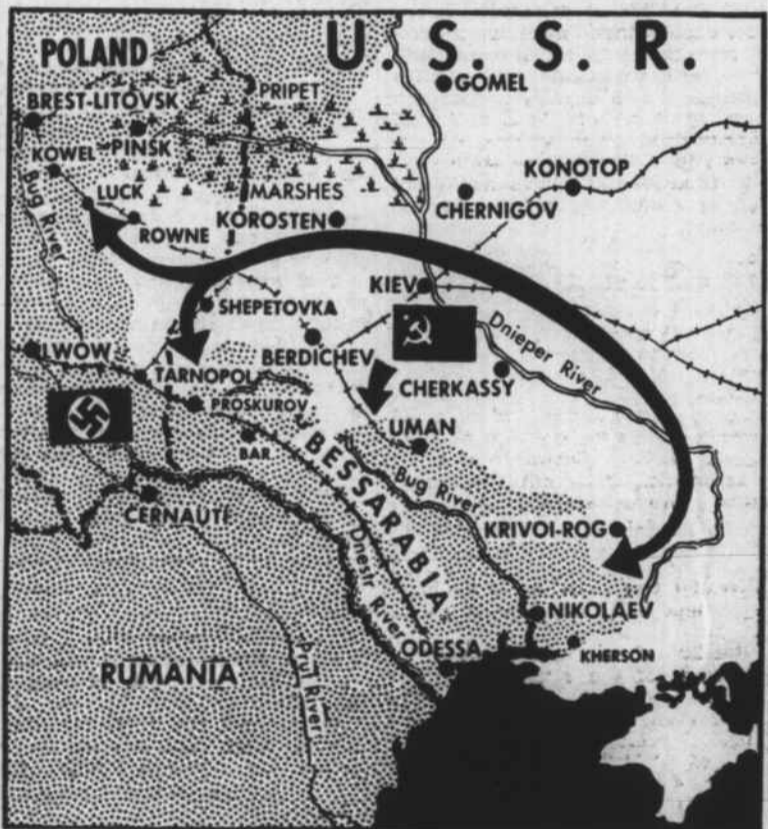 POLAND
U. S. S. R.
PRIPET
GOMEL
BREST-LITOVSK
PINSK
KOWEL
KONOTOP
LUCK
MARSHES
CHERNIGOV
Bug River
ROWNE
KOROSTEN
KIEV
SHEPETOVKA
Dnieper River
LWOW
BERDICHEV
TARNOPOL
CHERKASSY
PROSKUROV
UMAN
BAR
BESSARABIA
Bug River
CERNAUTI
KRIVOI-ROG
Dnestr River
NIKOLAEV
ODESSA
KHERSON
RUMANIA
Prut River